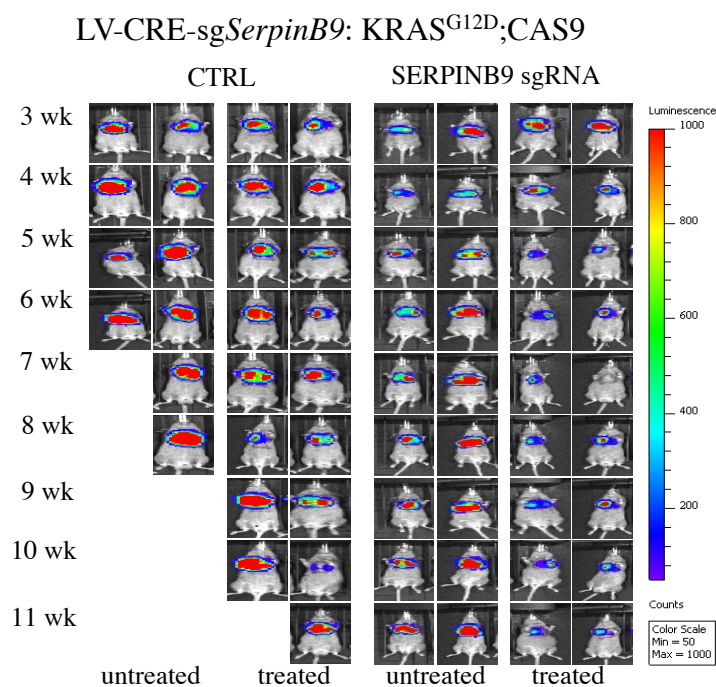 LV-CRE-sgSerpinB9: KRASG12D;CAS9
CTRL SERPINB9 sgRNA
3 wk
4 wk
5 wk
6 wk
7 wk
8 wk
9 wk
10 wk
11 wk
untreated treated untreated treated
Luminescence
1000
800
600
400
200
Counts
Color Scale
Min = 50
Max = 1000